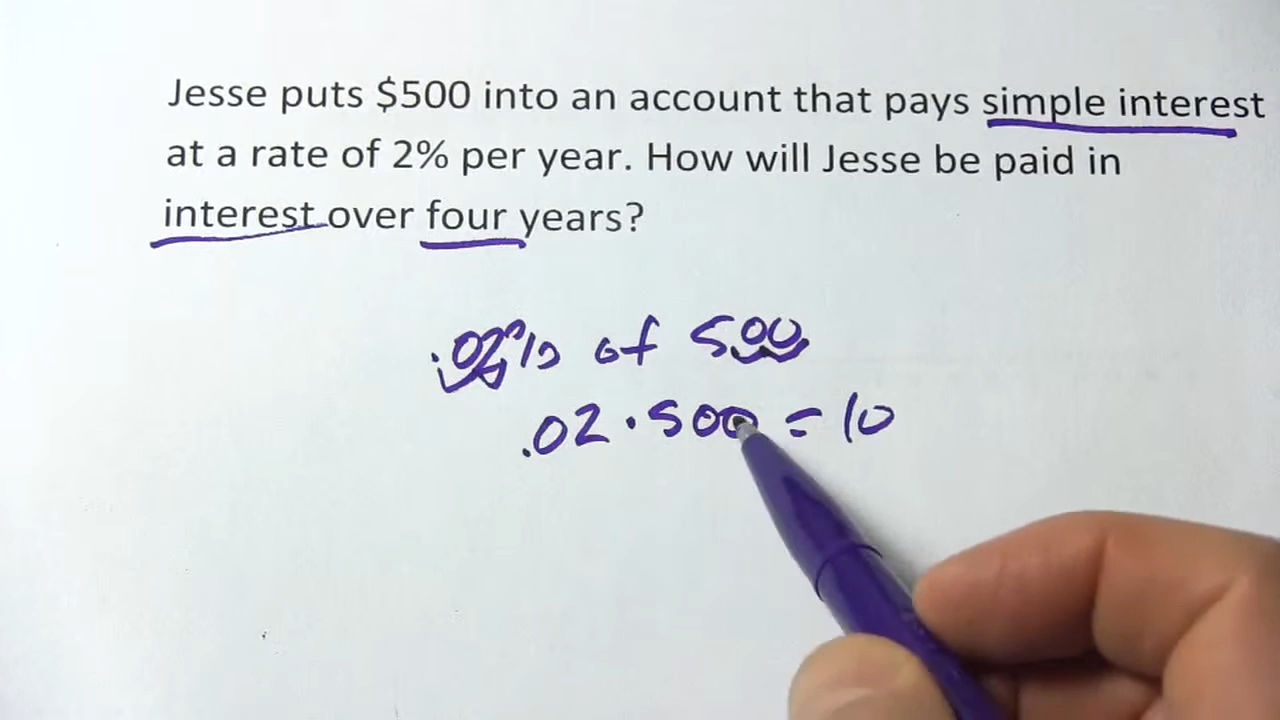 Jesse puts $500 into an account that pays simple interest
at a rate of 2% per year. How will Jesse be paid in
interest over four years?
.02% of 500
.02 · 500 = 10